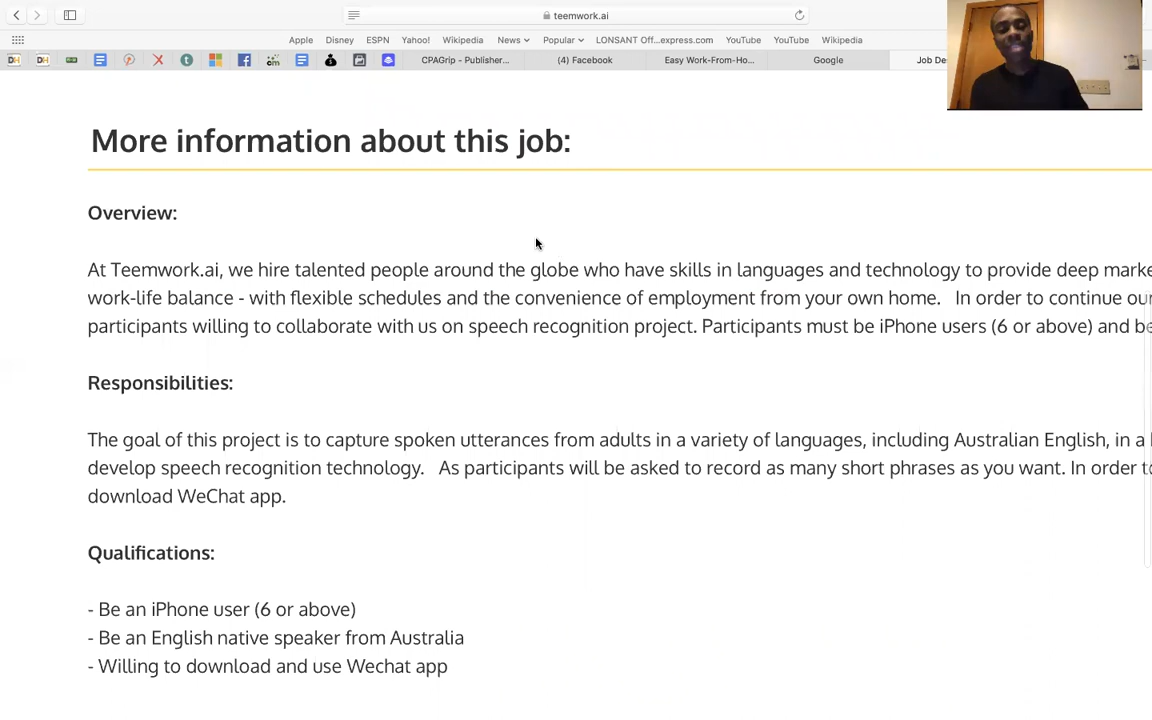 teemwork.ai
Apple Disney ESPN Yahoo! Wikipedia News Popular LONSANT Off...express.com YouTube YouTube Wikipedia
CPAGrip - Publisher... (4) Facebook Easy Work-From-Ho... Google Job De
More information about this job:
Overview:
At Teemwork.ai, we hire talented people around the globe who have skills in languages and technology to provide deep marke
work-life balance - with flexible schedules and the convenience of employment from your own home. In order to continue our
participants willing to collaborate with us on speech recognition project. Participants must be iPhone users (6 or above) and be
Responsibilities:
The goal of this project is to capture spoken utterances from adults in a variety of languages, including Australian English, in a
develop speech recognition technology. As participants will be asked to record as many short phrases as you want. In order to
download WeChat app.
Qualifications:
- Be an iPhone user (6 or above)
- Be an English native speaker from Australia
- Willing to download and use Wechat app